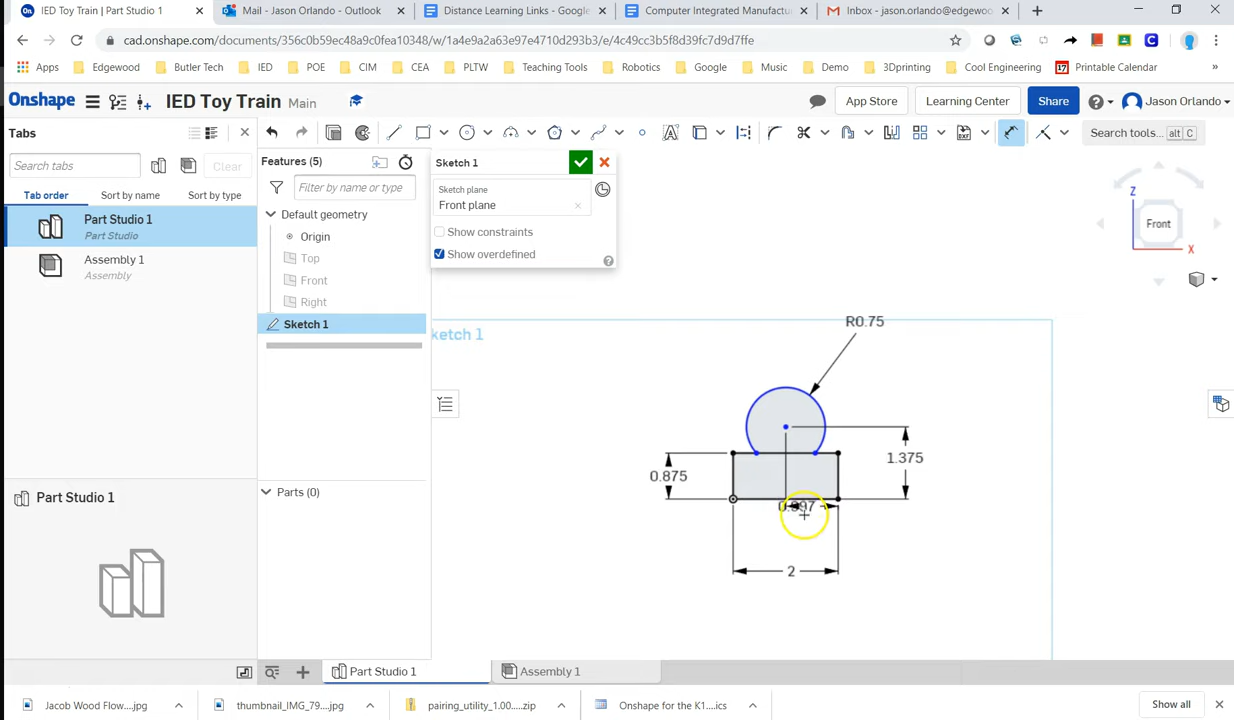 IED Toy Train | Part Studio 1
Mail - Jason Orlando - Outlook
Distance Learning Links - Google
Computer Integrated Manufactur
Inbox - jason.orlando@edgewoo
cad.onshape.com/documents/356c0b59ec48a9c0fea10348/w/1a4e9a2a63e97e4710d293b3/e/4c49cc3b5f8d39fc7d9d7ffe
Apps
Edgewood
Butler Tech
IED
POE
CIM
CEA
PLTW
Teaching Tools
Robotics
Google
Music
Demo
3Dprinting
Cool Engineering
17 Printable Calendar
»
Onshape
IED Toy Train Main
App Store
Learning Center
Share
Jason Orlando
Tabs
Search tools... alt C
Search tabs
Clear
Tab order
Sort by name
Sort by type
Part Studio 1
Part Studio
Assembly 1
Assembly
Part Studio 1
Features (5)
Filter by name or type
Default geometry
Origin
Top
Front
Right
Sketch 1
Parts (0)
Sketch 1
Sketch plane
Front plane
Show constraints
Show overdefined
Z
Front
X
ketch 1
R0.75
0.875
1.375
2
Part Studio 1
Assembly 1
Jacob Wood Flow....jpg
thumbnail_IMG_79....jpg
pairing_utility_1.00....zip
Onshape for the K1....ics
Show all